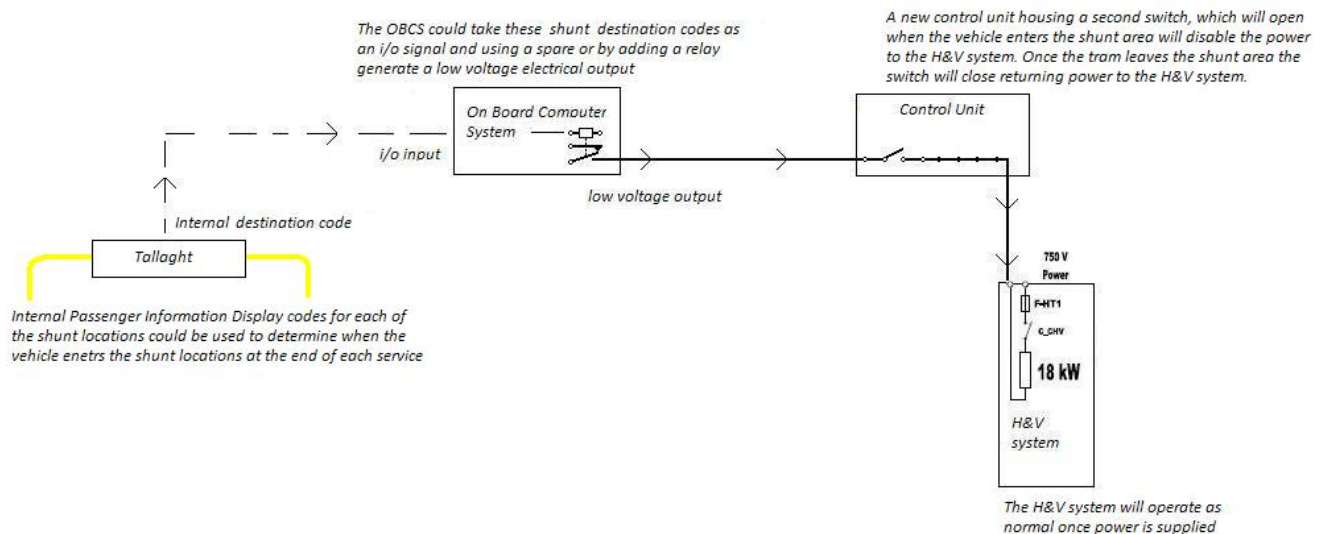 The OBCS could take these shunt destination codes as
an i/o signal and using a spare or by adding a relay
generate a low voltage electrical output
A new control unit housing a second switch, which will open
when the vehicle enters the shunt area will disable the power
to the H&V system. Once the tram leaves the shunt area the
switch will close returning power to the H&V system.
On Board Comouter
System
Control Unit
i/o input
low voltage output
Internal destination code
Tallaght
Internal Passenger Information Display codes for each of
the shunt locations could be used to determine when the
vehicle enetrs the shunt locations at the end of each service
750 V
Power
F-HT1
C_CHV
18 kW
H&V
system
The H&V system will operate as
normal once power is supplied